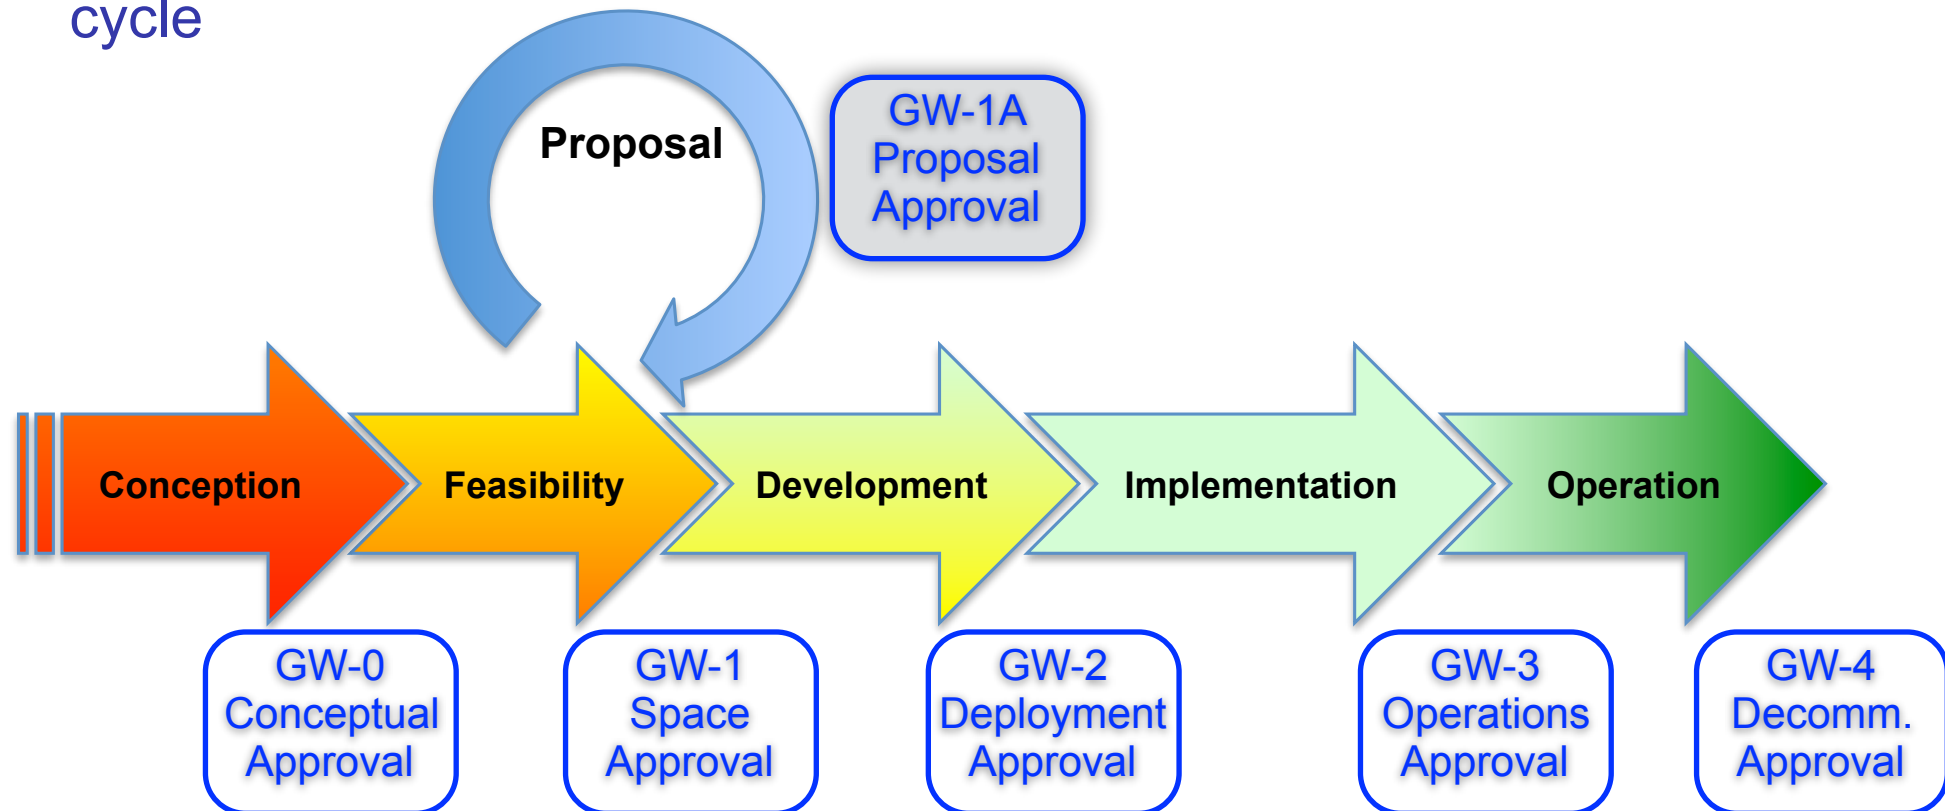 cycle
Proposal
GW-1A
Proposal
Approval
Conception
Feasibility
Development
Implementation
Operation
GW-0
Conceptual
Approval
GW-1
Space
Approval
GW-2
Deployment
Approval
GW-3
Operations
Approval
GW-4
Decomm.
Approval